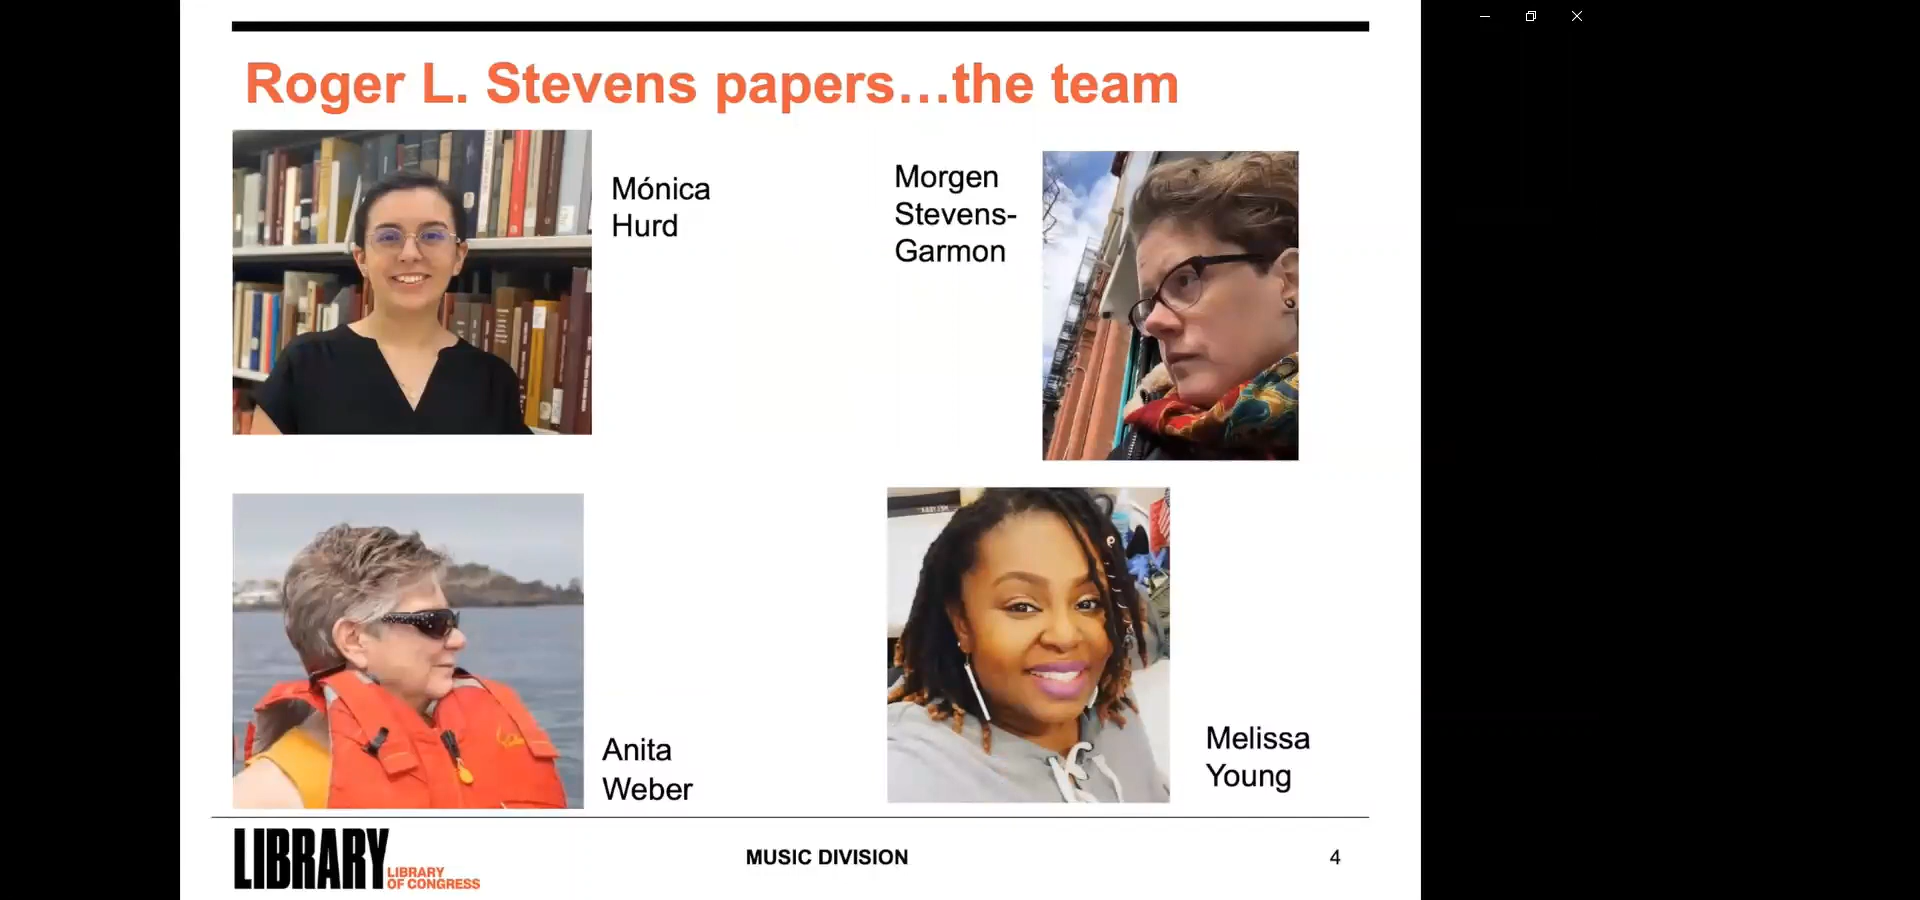 Roger L. Stevens papers…the team
Mónica
Hurd
Morgen
Stevens-
Garmon
Anita
Weber
Melissa
Young
LIBRARY
LIBRARY
OF CONGRESS
MUSIC DIVISION
4